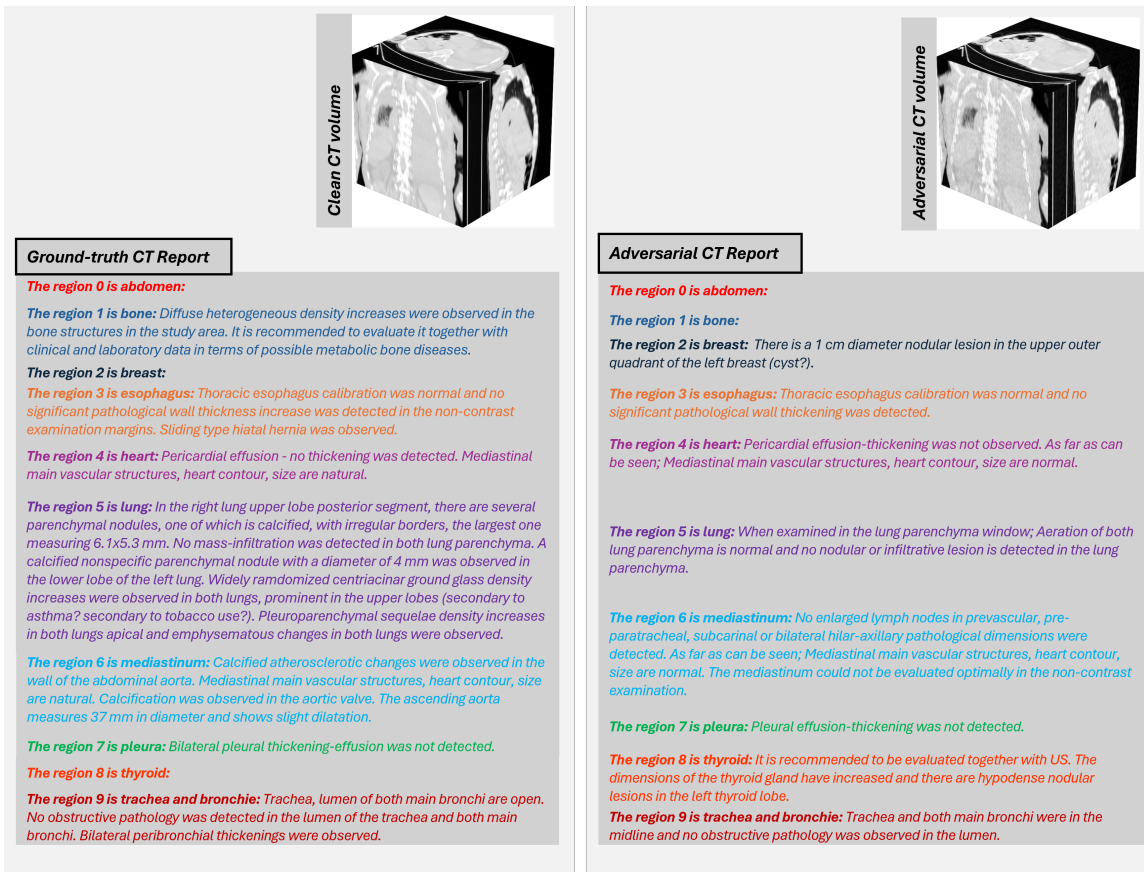 Clean CT volume
Ground-truth CT Report
The region 0 is abdomen:
The region 1 is bone: Diffuse heterogeneous density increases were observed in the
bone structures in the study area. It is recommended to evaluate it together with
clinical and laboratory data in terms of possible metabolic bone diseases.
The region 2 is breast:
The region 3 is esophagus: Thoracic esophagus calibration was normal and no
significant pathological wall thickness increase was detected in the non-contrast
examination margins. Sliding type hiatal hernia was observed.
The region 4 is heart: Pericardial effusion - no thickening was detected. Mediastinal
main vascular structures, heart contour, size are natural.
The region 5 is lung: In the right lung upper lobe posterior segment, there are several
parenchymal nodules, one of which is calcified, with irregular borders, the largest one
measuring 6.1x5.3 mm. No mass-infiltration was detected in both lung parenchyma. A
calcified nonspecific parenchymal nodule with a diameter of 4 mm was observed in
the lower lobe of the left lung. Widely ramdomized centriacinar ground glass density
increases were observed in both lungs, prominent in the upper lobes (secondary to
asthma? secondary to tobacco use?). Pleuroparenchymal sequelae density increases
in both lungs apical and emphysematous changes in both lungs were observed.
The region 6 is mediastinum: Calcified atherosclerotic changes were observed in the
wall of the abdominal aorta. Mediastinal main vascular structures, heart contour, size
are natural. Calcification was observed in the aortic valve. The ascending aorta
measures 37 mm in diameter and shows slight dilatation.
The region 7 is pleura: Bilateral pleural thickening-effusion was not detected.
The region 8 is thyroid:
The region 9 is trachea and bronchie: Trachea, lumen of both main bronchi are open.
No obstructive pathology was detected in the lumen of the trachea and both main
bronchi. Bilateral peribronchial thickenings were observed.
Adversarial CT volume
Adversarial CT Report
The region 0 is abdomen:
The region 1 is bone:
The region 2 is breast: There is a 1 cm diameter nodular lesion in the upper outer
quadrant of the left breast (cyst?).
The region 3 is esophagus: Thoracic esophagus calibration was normal and no
significant pathological wall thickening was detected.
The region 4 is heart: Pericardial effusion-thickening was not observed. As far as can
be seen; Mediastinal main vascular structures, heart contour, size are normal.
The region 5 is lung: When examined in the lung parenchyma window; Aeration of both
lung parenchyma is normal and no nodular or infiltrative lesion is detected in the lung
parenchyma.
The region 6 is mediastinum: No enlarged lymph nodes in prevascular, pre-
paratracheal, subcarinal or bilateral hilar-axillary pathological dimensions were
detected. As far as can be seen; Mediastinal main vascular structures, heart contour,
size are normal. The mediastinum could not be evaluated optimally in the non-contrast
examination.
The region 7 is pleura: Pleural effusion-thickening was not detected.
The region 8 is thyroid: It is recommended to be evaluated together with US. The
dimensions of the thyroid gland have increased and there are hypodense nodular
lesions in the left thyroid lobe.
The region 9 is trachea and bronchie: Trachea and both main bronchi were in the
midline and no obstructive pathology was observed in the lumen.